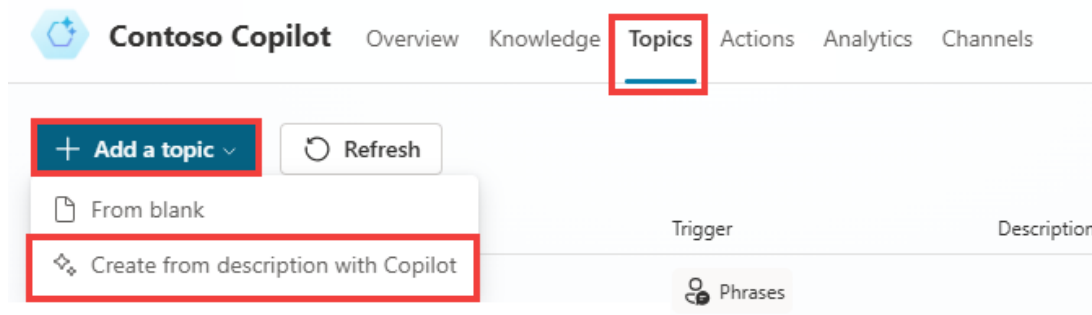 Contoso Copilot Overview Knowledge Topics Actions Analytics Channels
+ Add a topic Refresh
From blank
Trigger Description
Create from description with Copilot
Phrases